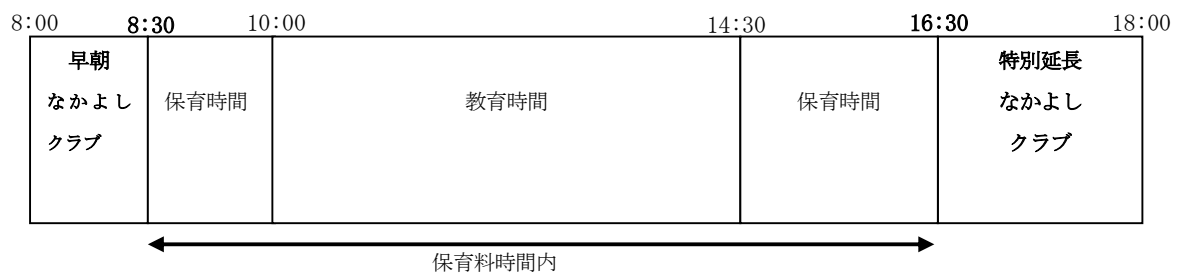 8:00 8:30 10:00 14:30 16:30 18:00
早朝
なかよし
クラブ
保育時間
教育時間
保育時間
特別延長
なかよし
クラブ
保育料時間内